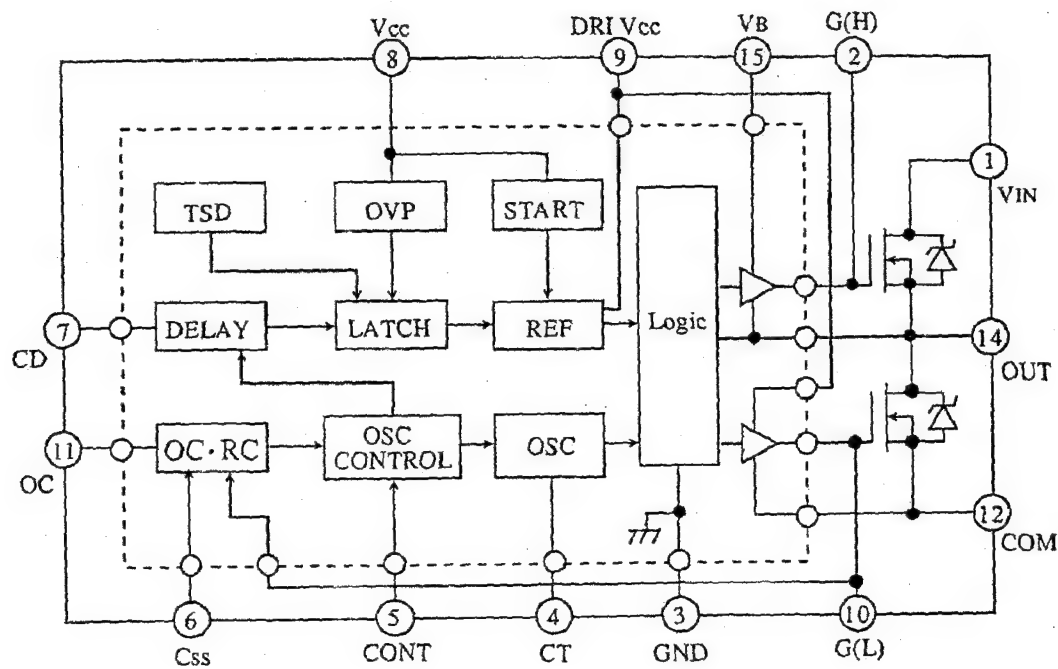 Vcc
DRI Vcc
VB
G(H)
8
9
15
2
1
VIN
TSD
OVP
START
7
CD
DELAY
LATCH
REF
Logic
14
OUT
11
OC
OC·RC
OSC
CONTROL
OSC
12
COM
6
5
4
3
10
Css
CONT
CT
GND
G(L)